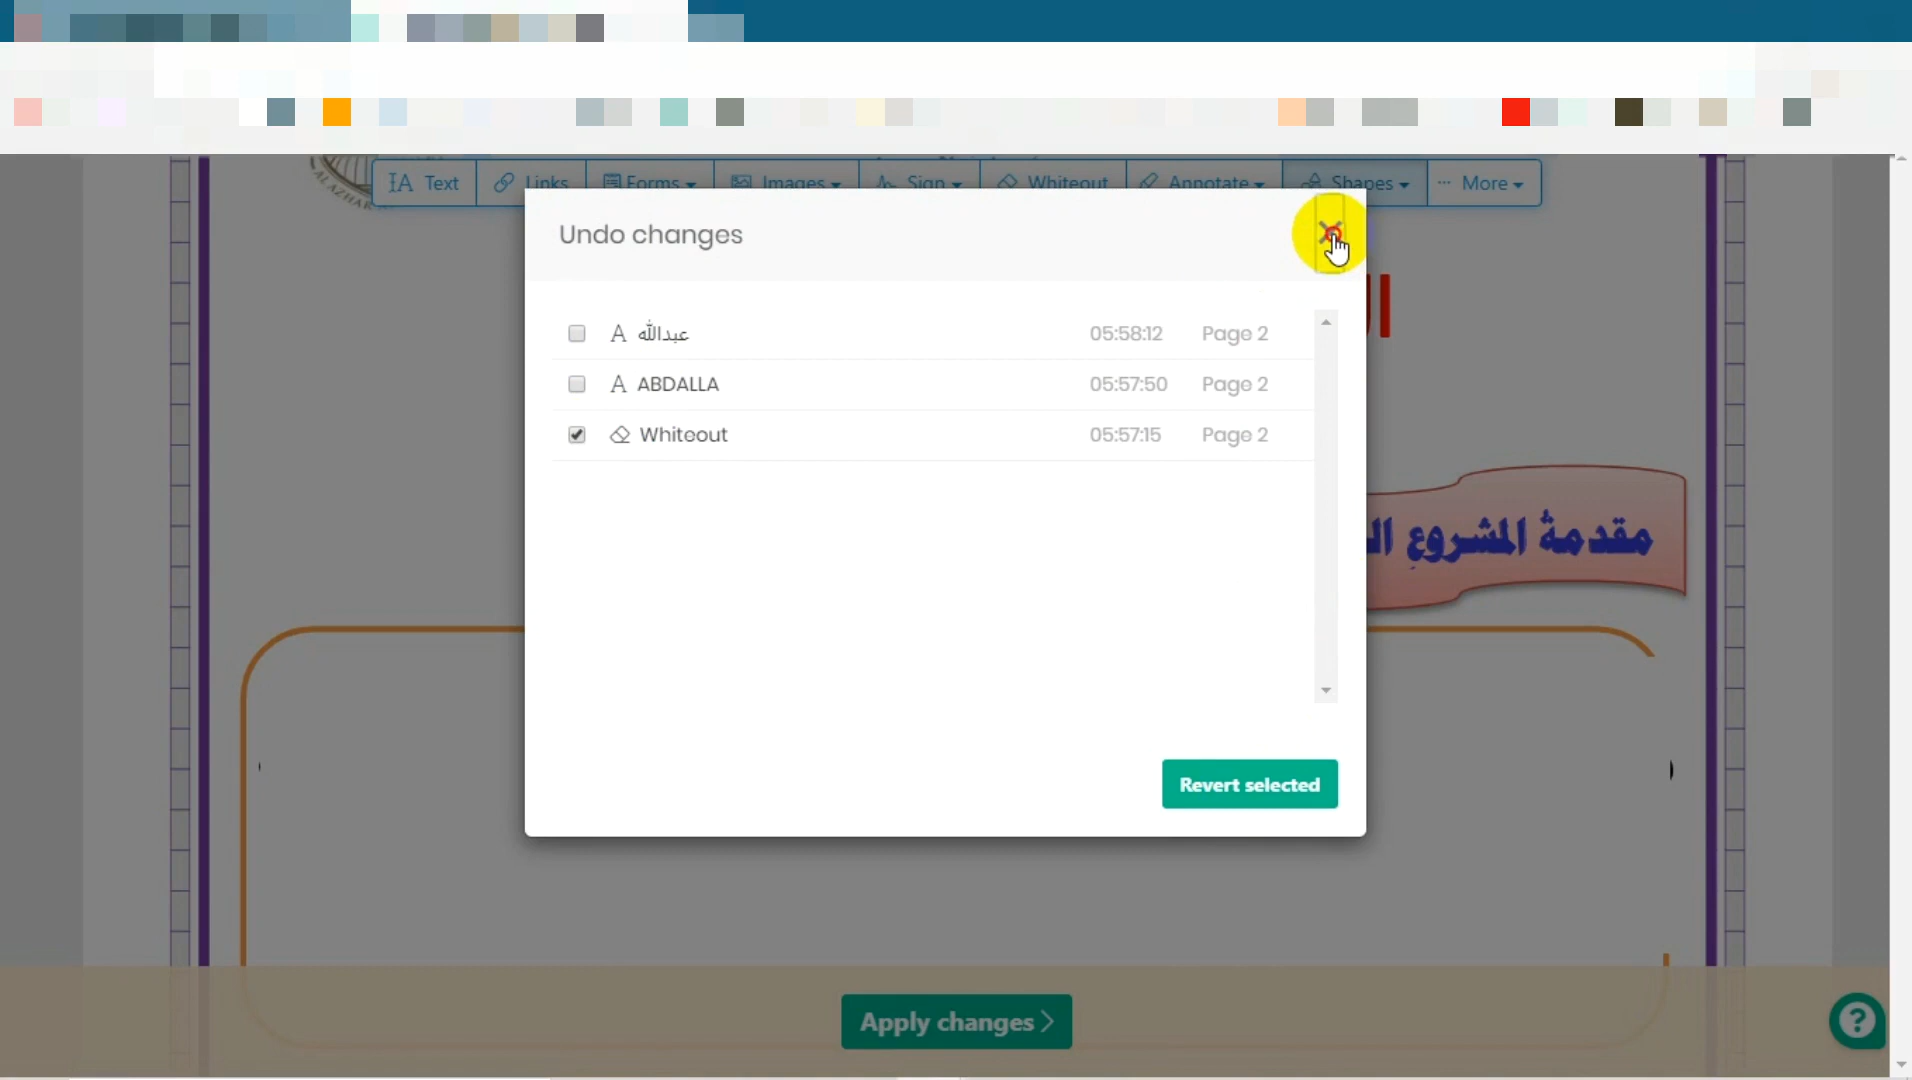 ALAZHAR
Text Links Forms Images Sign Whiteout Annotate Shapes More
Undo changes
عبدالله 05:58:12 Page 2
ABDALLA 05:57:50 Page 2
Whiteout 05:57:15 Page 2
مقدمةُ المشروعِ
Revert selected
Apply changes
?